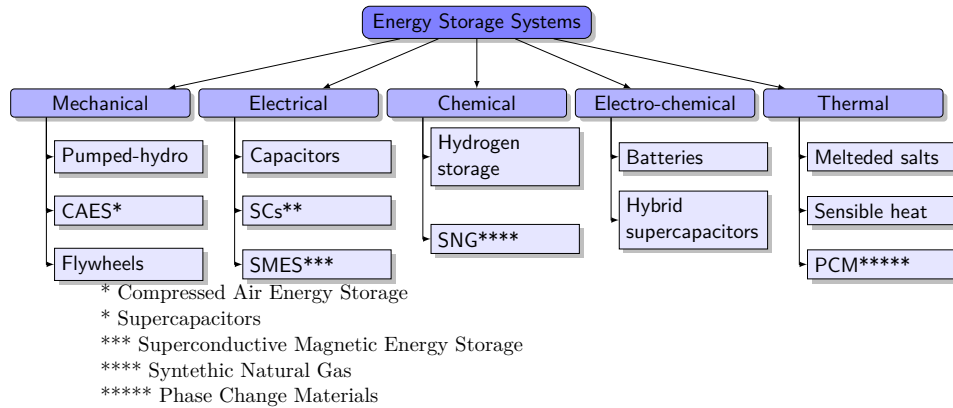 Energy Storage Systems
Mechanical
Electrical
Chemical
Electro-chemical
Thermal
Pumped-hydro
CAES*
Flywheels
Capacitors
SCs**
SMES***
Hydrogen
storage
SNG****
Batteries
Hybrid
supercapacitors
Melteded salts
Sensible heat
PCM*****
* Compressed Air Energy Storage
* Supercapacitors
*** Superconductive Magnetic Energy Storage
**** Syntethic Natural Gas
***** Phase Change Materials